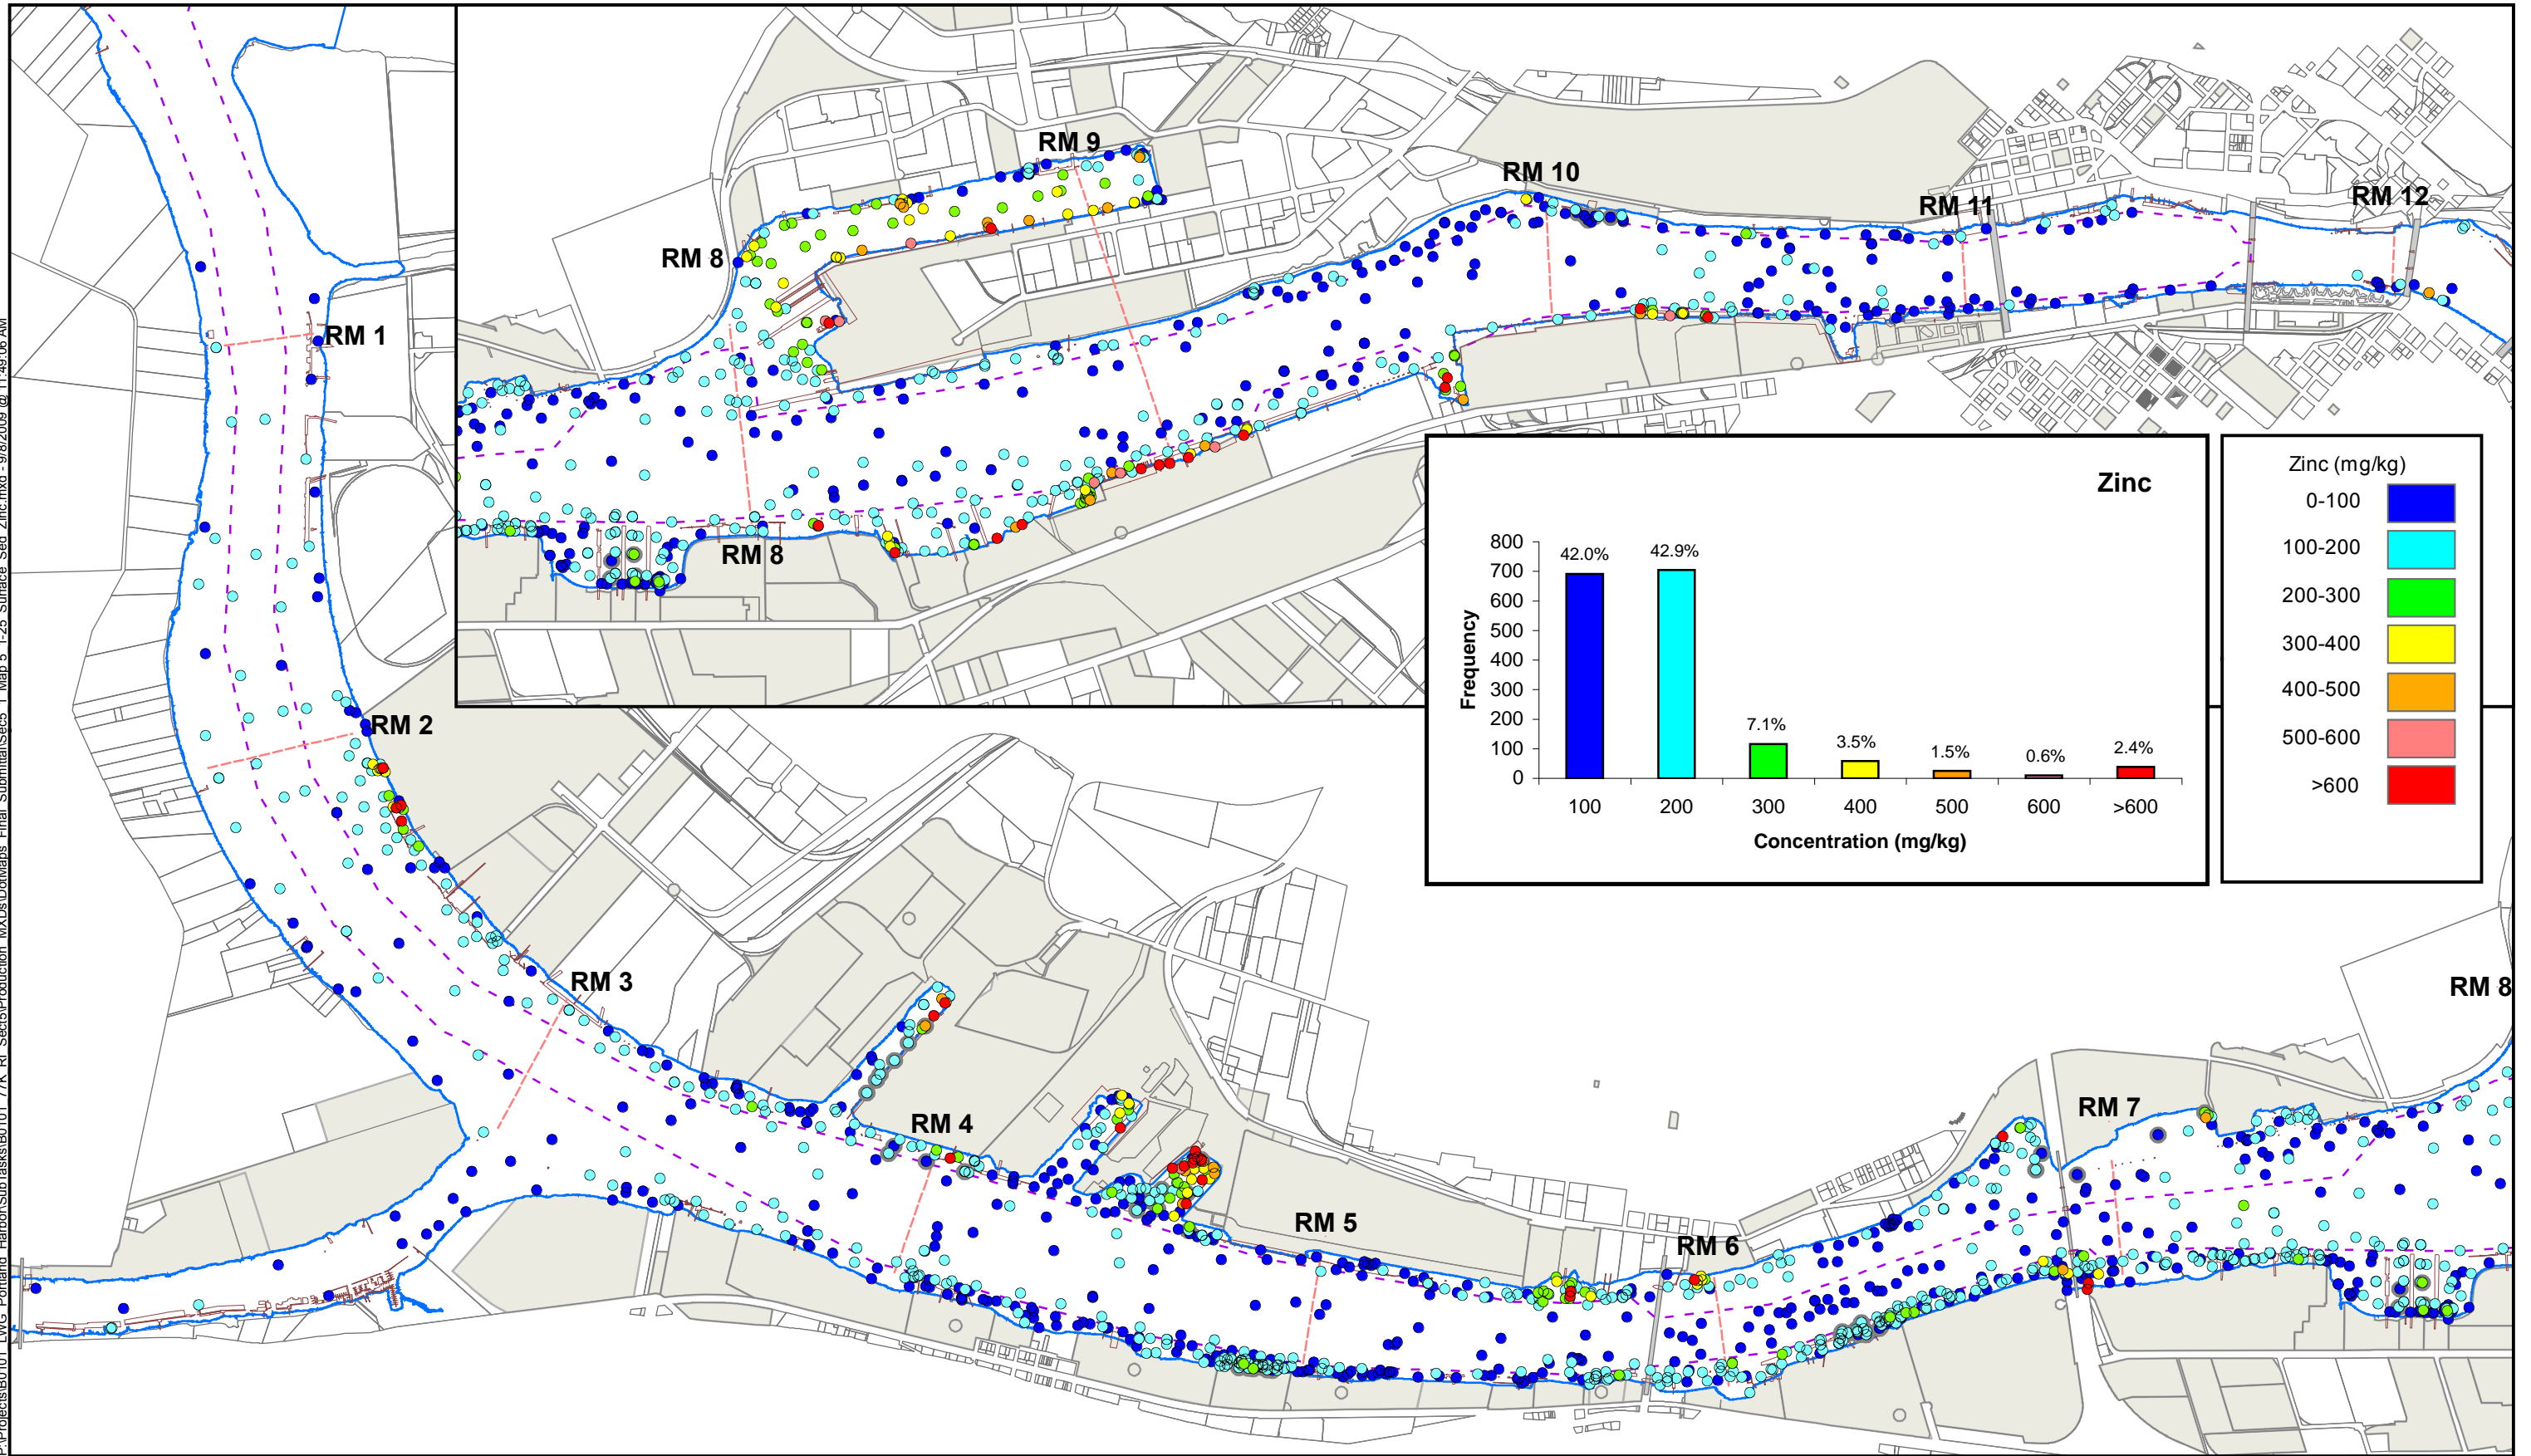 RM 9
RM 10
RM 11
RM 12
RM 8
RM 1
RM 8
RM 2
RM 3
RM 4
RM 5
RM 6
RM 7
RM 8
Zinc
Frequency
800
700
600
500
400
300
200
100
0
42.0%
42.9%
7.1%
3.5%
1.5%
0.6%
2.4%
100
200
300
400
500
600
>600
Concentration (mg/kg)
Zinc (mg/kg)
0-100
100-200
200-300
300-400
400-500
500-600
>600